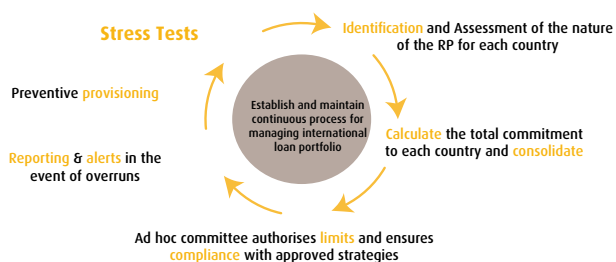 Stress Tests
Identification and Assessment of the nature
of the RP for each country
Calculate the total commitment
to each country and consolidate
Ad hoc committee authorises limits and ensures
compliance with approved strategies
Reporting & alerts in the
event of overruns
Preventive provisioning
Establish and maintain
continuous process for
managing international
loan portfolio